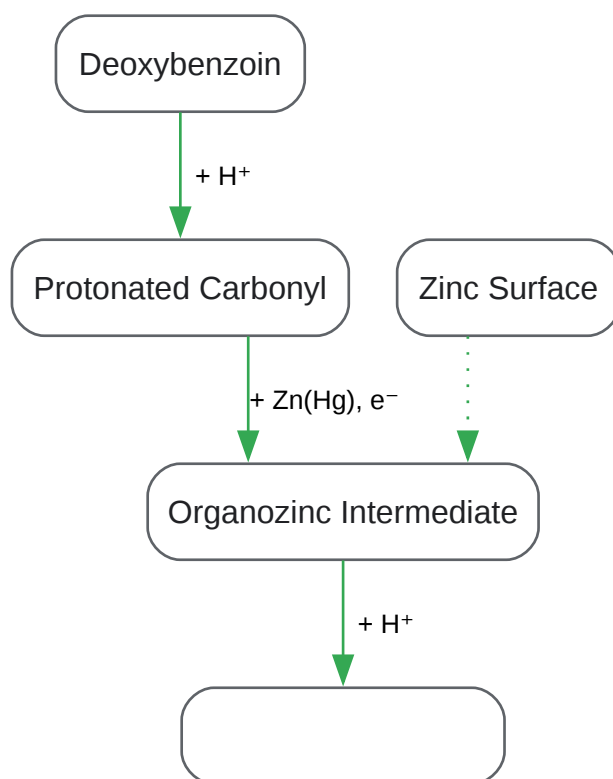 Deoxybenzoin
+ H⁺
Protonated Carbonyl
Zinc Surface
+ Zn(Hg), e⁻
Organozinc Intermediate
+ H⁺